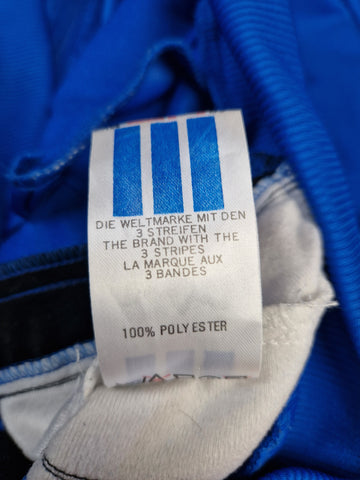 DIE WELTMARKE MIT DEN
3 STREIFEN
THE BRAND WITH THE
3 STRIPES
LA MARQUE AUX
3 BANDES
100% POLYESTER